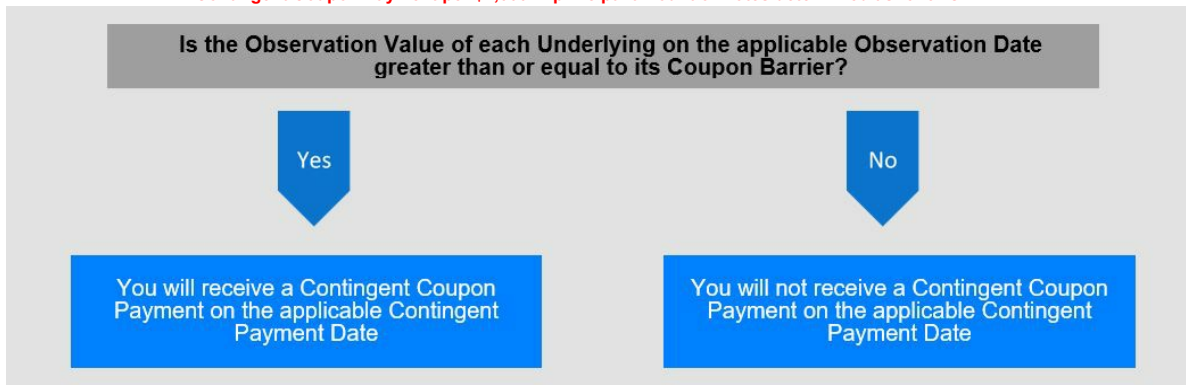 Is the Observation Value of each Underlying on the applicable Observation Date
greater than or equal to its Coupon Barrier?
Yes
No
You will receive a Contingent Coupon
Payment on the applicable Contingent
Payment Date
You will not receive a Contingent Coupon
Payment on the applicable Contingent
Payment Date